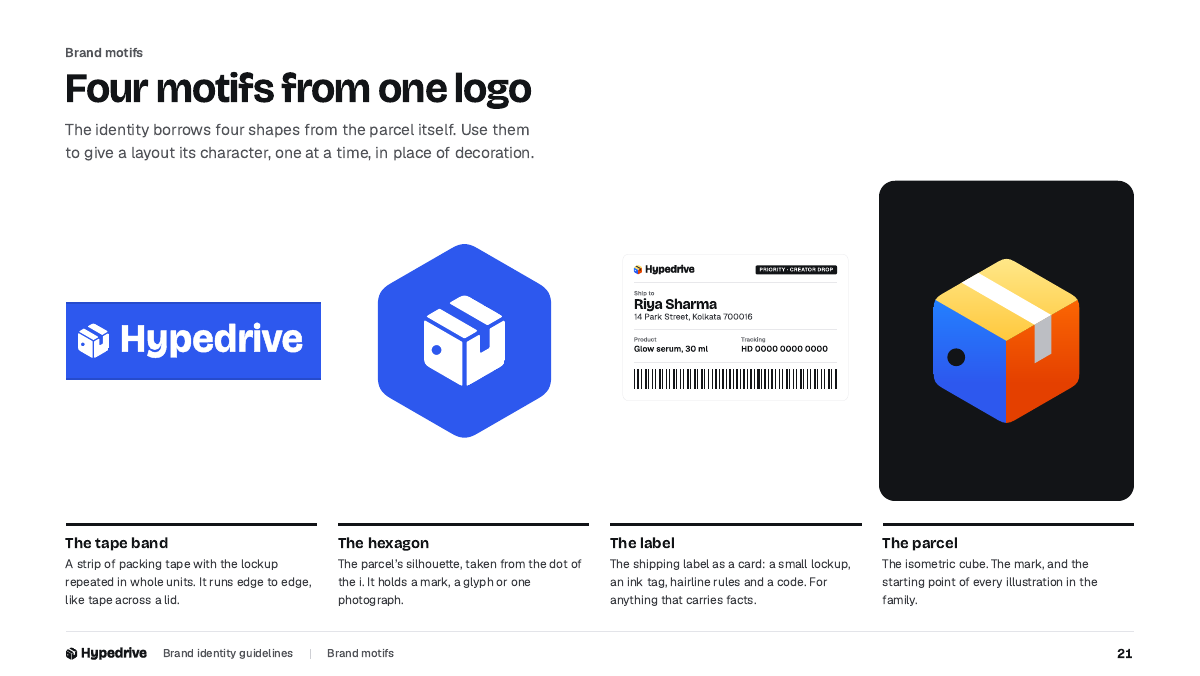 Brand motifs
Four motifs from one logo
The identity borrows four shapes from the parcel itself. Use them
to give a layout its character, one at a time, in place of decoration.
Hypedrive
Hypedrive
PRIORITY · CREATOR DROP
Ship to
Riya Sharma
14 Park Street, Kolkata 700016
Product
Glow serum, 30 ml
Tracking
HD 0000 0000 0000
The tape band
A strip of packing tape with the lockup
repeated in whole units. It runs edge to edge,
like tape across a lid.
The hexagon
The parcel's silhouette, taken from the dot of
the i. It holds a mark, a glyph or one
photograph.
The label
The shipping label as a card: a small lockup,
an ink tag, hairline rules and a code. For
anything that carries facts.
The parcel
The isometric cube. The mark, and the
starting point of every illustration in the
family.
Hypedrive
Brand identity guidelines
Brand motifs
21